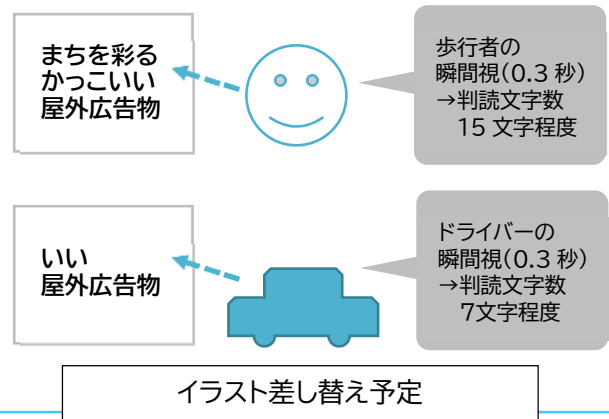 まちを彩る
かっこいい
屋外広告物
歩行者の
瞬間視(0.3 秒)
→判読文字数
15 文字程度
いい
屋外広告物
ドライバーの
瞬間視(0.3 秒)
→判読文字数
7文字程度
イラスト差し替え予定